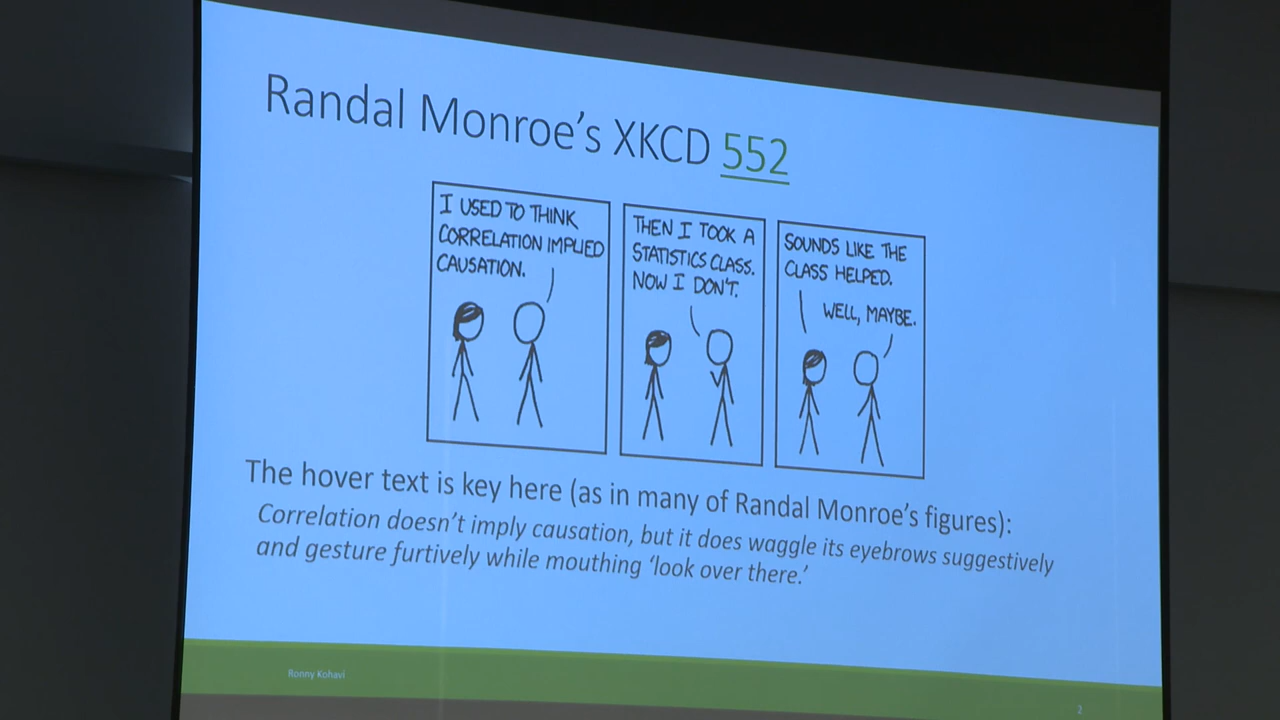 Randal Monroe's XKCD 552
I USED TO THINK
CORRELATION IMPLIED
CAUSATION.
THEN I TOOK A
STATISTICS CLASS.
NOW I DON'T.
SOUNDS LIKE THE
CLASS HELPED.
WELL, MAYBE.
The hover text is key here (as in many of Randal Monroe's figures):
Correlation doesn't imply causation, but it does waggle its eyebrows suggestively
and gesture furtively while mouthing 'look over there.'
Ronny Kohavi
2